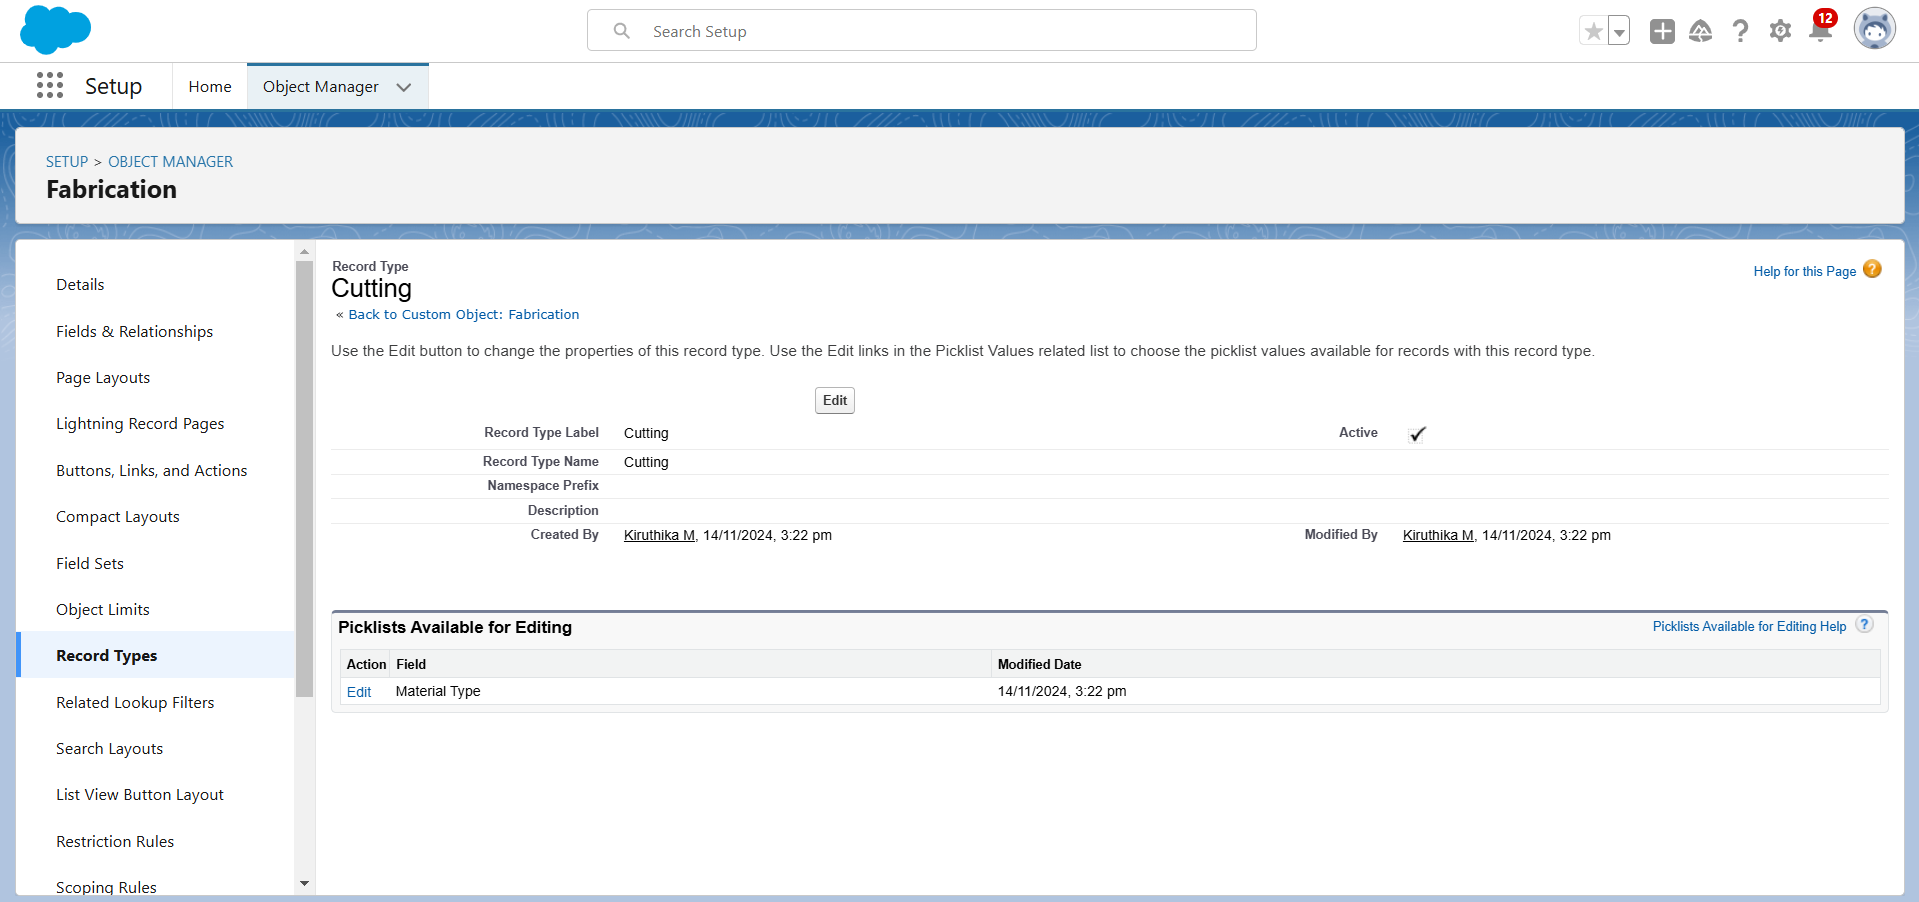 Search Setup
12
Setup
Home
Object Manager
SETUP > OBJECT MANAGER
Fabrication
Details
Fields & Relationships
Page Layouts
Lightning Record Pages
Buttons, Links, and Actions
Compact Layouts
Field Sets
Object Limits
Record Types
Related Lookup Filters
Search Layouts
List View Button Layout
Restriction Rules
Scoping Rules
Record Type
Cutting
Help for this Page ?
« Back to Custom Object: Fabrication
Use the Edit button to change the properties of this record type. Use the Edit links in the Picklist Values related list to choose the picklist values available for records with this record type.
Edit
Record Type Label Cutting Active
Record Type Name Cutting
Namespace Prefix
Description
Created By Kiruthika M, 14/11/2024, 3:22 pm Modified By Kiruthika M, 14/11/2024, 3:22 pm
Picklists Available for Editing Picklists Available for Editing Help ?
Action Field Modified Date
Edit Material Type 14/11/2024, 3:22 pm